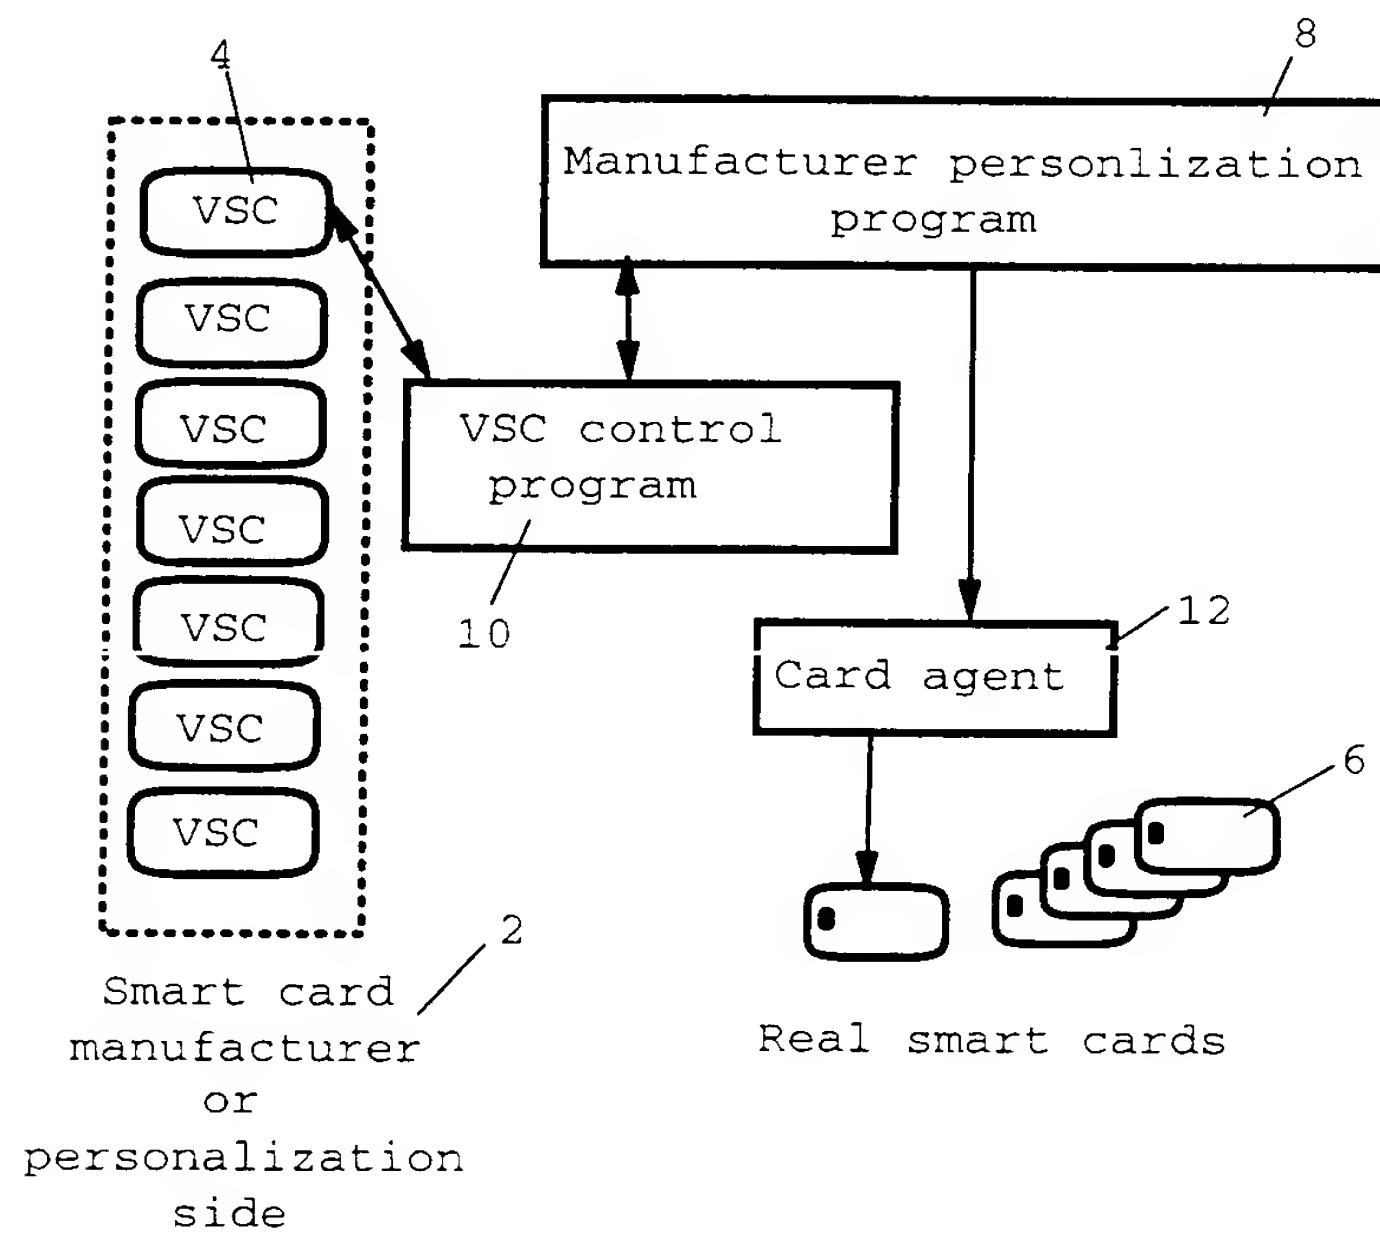 8
4
Manufacturer personlization
program
VSC
VSC
VSC
VSC
VSC
VSC
VSC
VSC control
program
10
12
Card agent
6
2
Smart card
manufacturer
or
personalization
side
Real smart cards